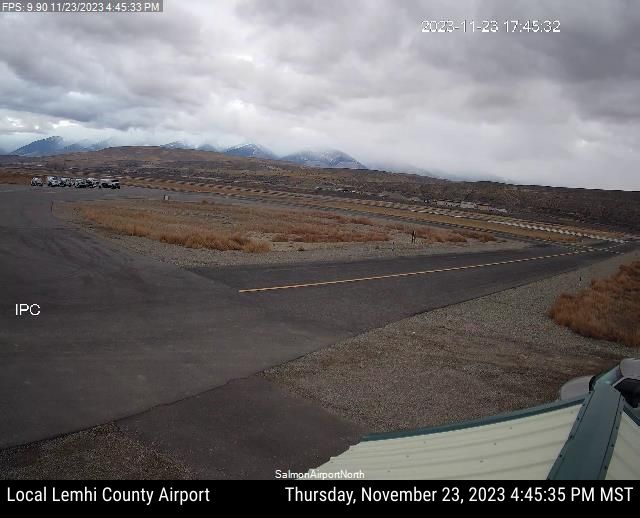 FPS: 9.90 11/23/2023 4:45:33 PM
2023-11-23 17:45:32
IPC
SalmonAirportNorth
Local Lemhi County Airport Thursday, November 23, 2023 4:45:35 PM MST